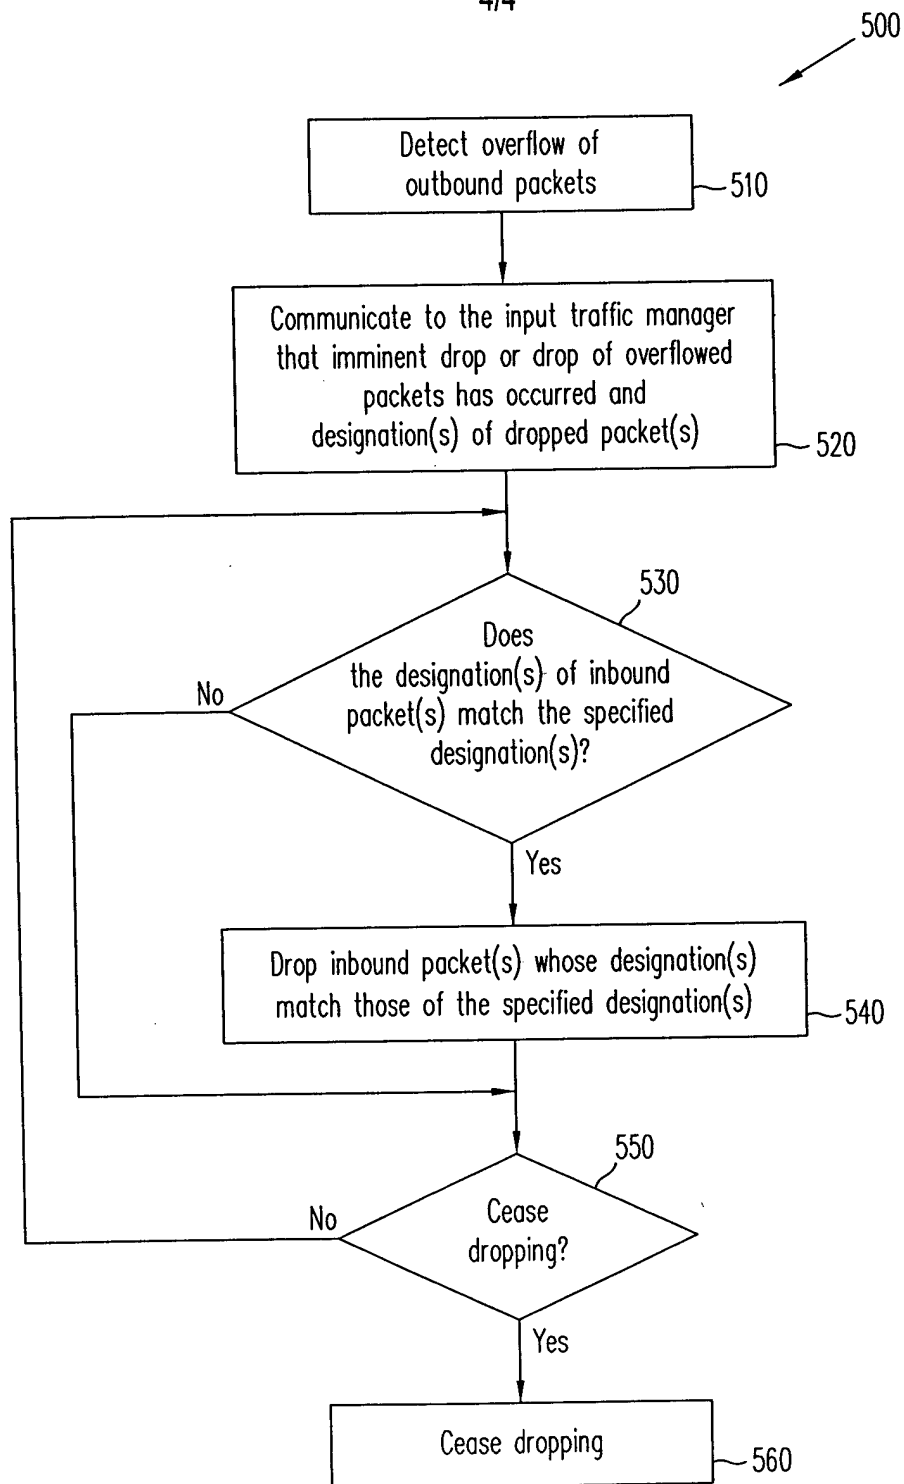 4/4
500
Detect overflow of
outbound packets
510
Communicate to the input traffic manager
that imminent drop or drop of overflowed
packets has occurred and
designation(s) of dropped packet(s)
520
530
Does
the designation(s) of inbound
packet(s) match the specified
designation(s)?
No
Yes
Drop inbound packet(s) whose designation(s)
match those of the specified designation(s)
540
550
Cease
dropping?
No
Yes
Cease dropping
560